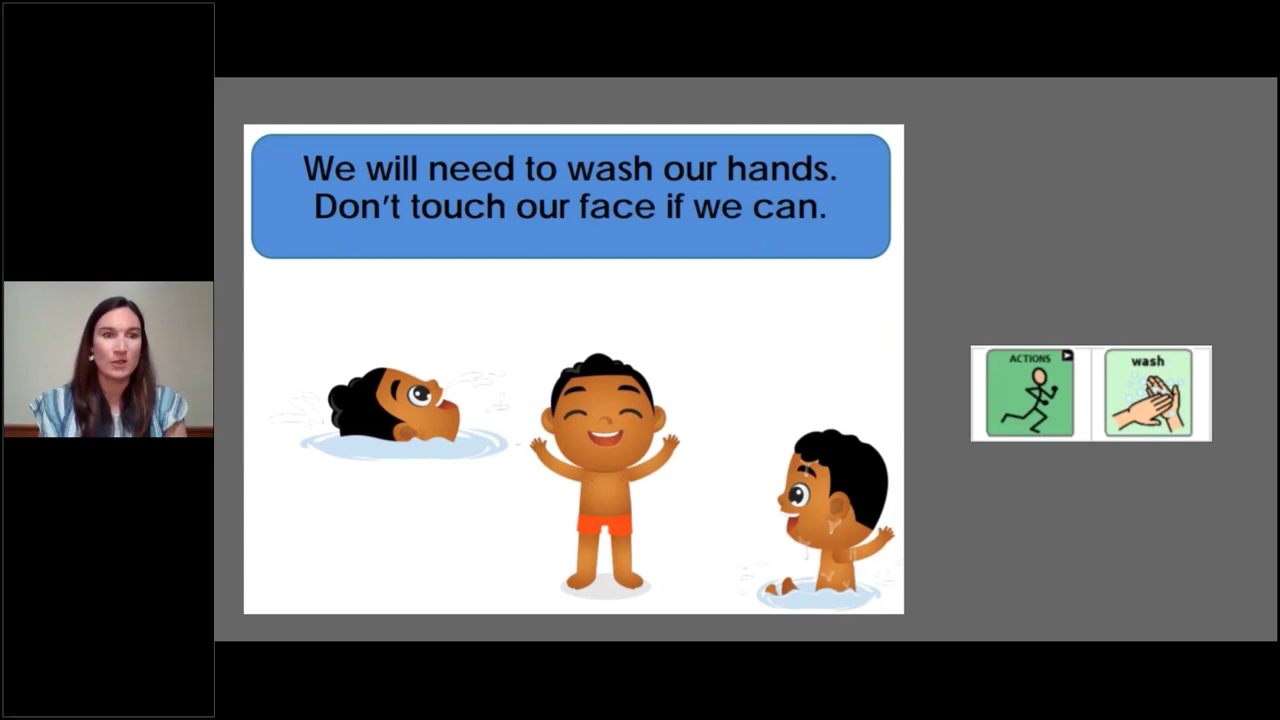 We will need to wash our hands.
Don't touch our face if we can.
ACTIONS
wash